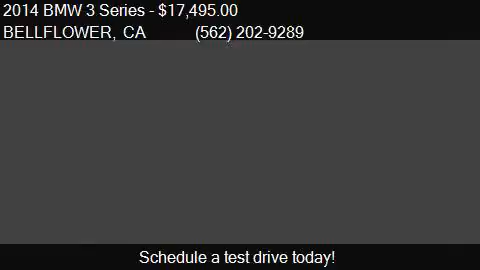 2014 BMW 3 Series - $17,495.00
BELLFLOWER, CA (562) 202-9289
Schedule a test drive today!